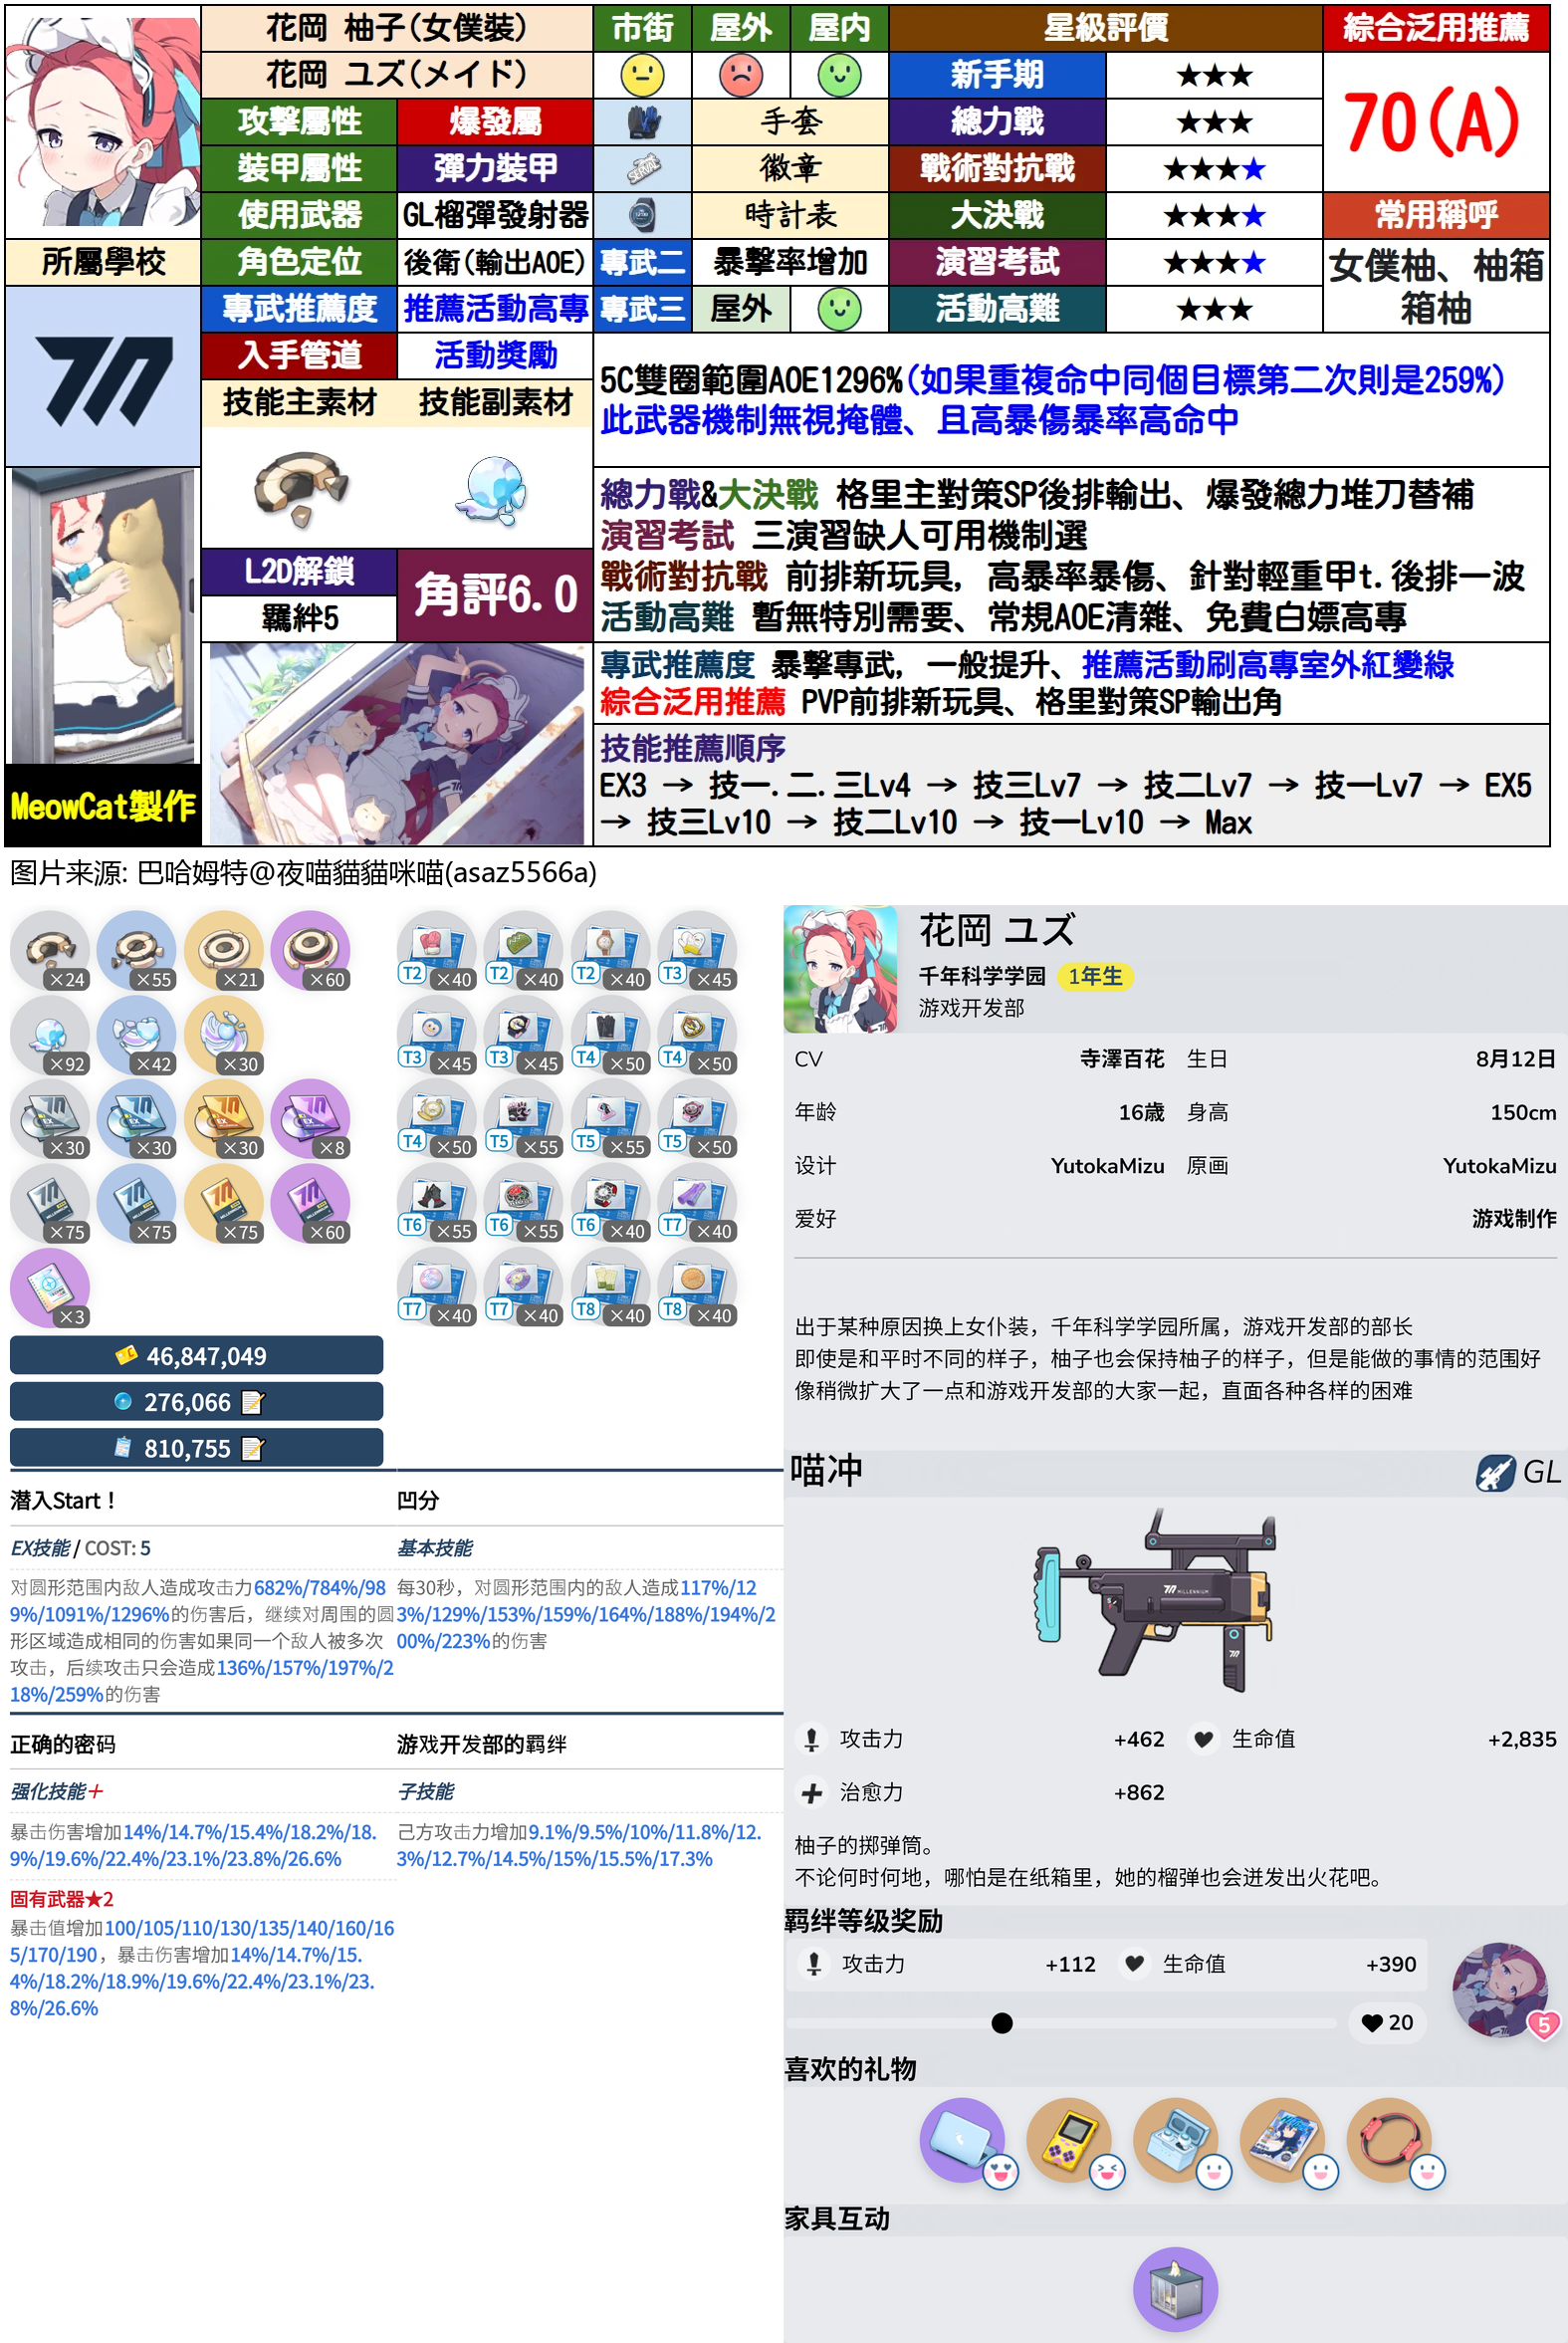 花岡 柚子(女僕裝)
市街
屋外
屋内
星級評價
綜合泛用推薦
花岡 ユズ(メイド)
新手期
★★★
70(A)
攻擊屬性
爆發屬
手套
總力戰
★★★
裝甲屬性
彈力裝甲
徽章
戰術對抗戰
★★★★
使用武器
GL榴彈發射器
時計表
大決戰
★★★★
常用稱呼
所屬學校
角色定位
後衛(輸出AOE)
專武二
暴擊率增加
演習考試
★★★★
女僕柚、柚箱
箱柚
專武推薦度
推薦活動高專
專武三
屋外
活動高難
★★★
入手管道
活動獎勵
技能主素材
技能副素材
5C雙圈範圍AOE1296%(如果重複命中同個目標第二次則是259%)
此武器機制無視掩體、且高暴傷暴率高命中
總力戰&大決戰 格里主對策SP後排輸出、爆發總力堆刀替補
演習考試 三演習缺人可用機制選
戰術對抗戰 前排新玩具, 高暴率暴傷、針對輕重甲t.後排一波
活動高難 暫無特別需要、常規AOE清雜、免費白嫖高專
L2D解鎖
羈絆5
角評6.0
專武推薦度 暴擊專武, 一般提升、推薦活動刷高專室外紅變綠
綜合泛用推薦 PVP前排新玩具、格里對策SP輸出角
技能推薦順序
EX3 → 技一.二.三Lv4 → 技三Lv7 → 技二Lv7 → 技一Lv7 → EX5
→ 技三Lv10 → 技二Lv10 → 技一Lv10 → Max
MeowCat製作
图片来源: 巴哈姆特@夜喵貓貓咪喵(asaz5566a)
×24
×55
×21
×60
×92
×42
×30
×30
×30
×30
×8
×75
×75
×75
×60
×3
46,847,049
276,066
810,755
T2 ×40
T2 ×40
T2 ×40
T3 ×45
T3 ×45
T3 ×45
T4 ×50
T4 ×50
T4 ×50
T5 ×55
T5 ×55
T5 ×50
T6 ×55
T6 ×55
T6 ×40
T7 ×40
T7 ×40
T7 ×40
T8 ×40
T8 ×40
潜入Start！
EX技能 / COST: 5
对圆形范围内敌人造成攻击力682%/784%/98
9%/1091%/1296%的伤害后，继续对周围的圆
形区域造成相同的伤害如果同一个敌人被多次
攻击，后续攻击只会造成136%/157%/197%/2
18%/259%的伤害
凹分
基本技能
每30秒，对圆形范围内的敌人造成117%/12
3%/129%/153%/159%/164%/188%/194%/2
00%/223%的伤害
正确的密码
强化技能＋
暴击伤害增加14%/14.7%/15.4%/18.2%/18.
9%/19.6%/22.4%/23.1%/23.8%/26.6%
固有武器★2
暴击值增加100/105/110/130/135/140/160/16
5/170/190，暴击伤害增加14%/14.7%/15.
4%/18.2%/18.9%/19.6%/22.4%/23.1%/23.
8%/26.6%
游戏开发部的羁绊
子技能
己方攻击力增加9.1%/9.5%/10%/11.8%/12.
3%/12.7%/14.5%/15%/15.5%/17.3%
花岡 ユズ
千年科学学园 1年生
游戏开发部
CV 寺澤百花 生日 8月12日
年龄 16歳 身高 150cm
设计 YutokaMizu 原画 YutokaMizu
爱好 游戏制作
出于某种原因换上女仆装，千年科学学园所属，游戏开发部的部长
即使是和平时不同的样子，柚子也会保持柚子的样子，但是能做的事情的范围好
像稍微扩大了一点和游戏开发部的大家一起，直面各种各样的困难
喵冲
GL
MILLENNIUM
攻击力 +462 生命值 +2,835
治愈力 +862
柚子的掷弹筒。
不论何时何地，哪怕是在纸箱里，她的榴弹也会迸发出火花吧。
羁绊等级奖励
攻击力 +112 生命值 +390
20
5
喜欢的礼物
家具互动